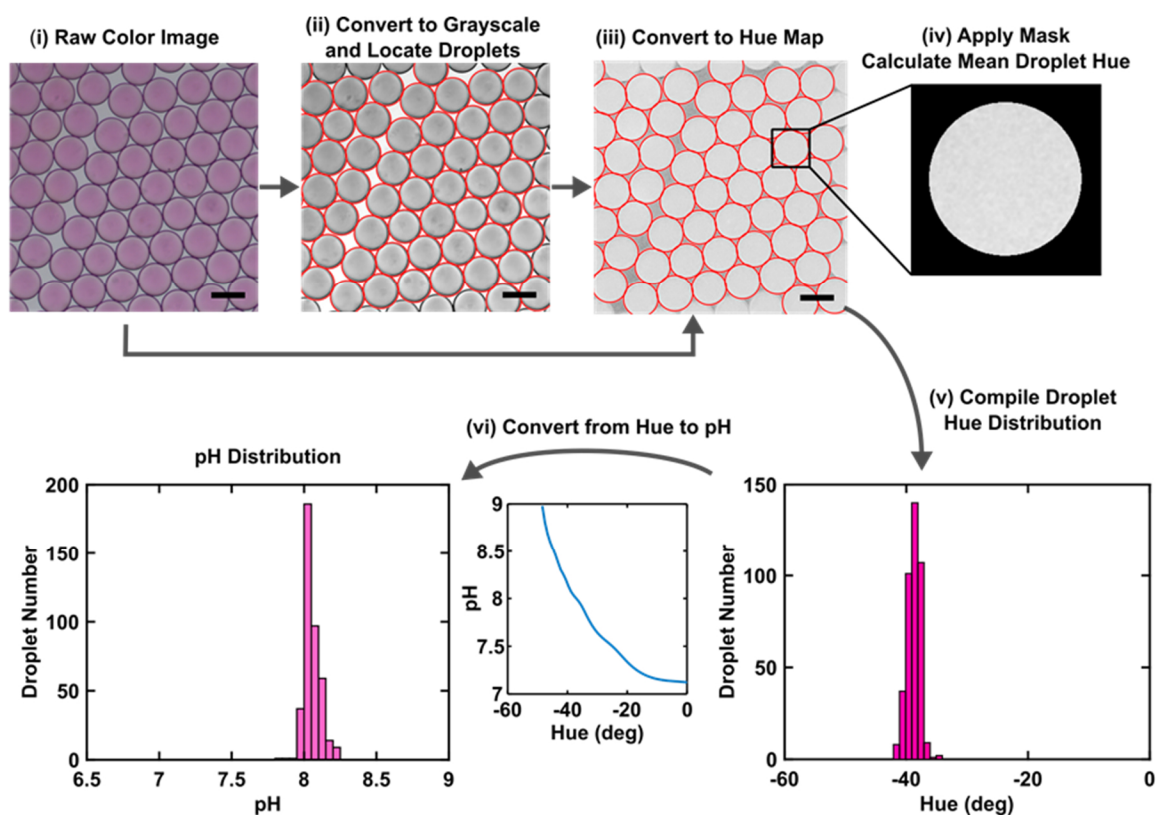 (i) Raw Color Image
(ii) Convert to Grayscale
and Locate Droplets
(iii) Convert to Hue Map
(iv) Apply Mask
Calculate Mean Droplet Hue
(v) Compile Droplet
Hue Distribution
(vi) Convert from Hue to pH
pH Distribution
200
150
100
50
0
Droplet Number
6.5 7 7.5 8 8.5 9
pH
9
8.5
8
7.5
7
pH
-60 -40 -20 0
Hue (deg)
150
100
50
0
Droplet Number
-60 -40 -20 0
Hue (deg)